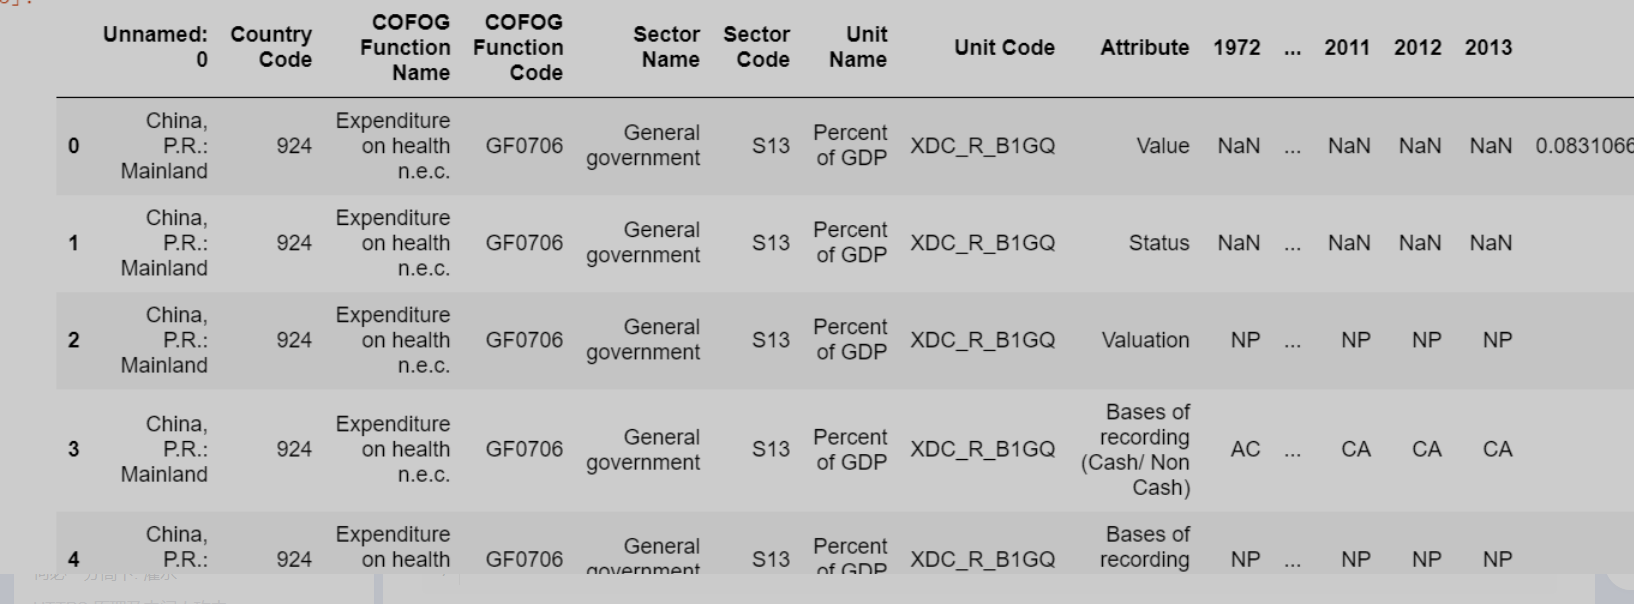 Unnamed: 0 Country Code COFOG Function Name COFOG Function Code Sector Name Sector Code Unit Name Unit Code Attribute 1972 ... 2011 2012 2013
0 China, P.R.: Mainland 924 Expenditure on health n.e.c. GF0706 General government S13 Percent of GDP XDC_R_B1GQ Value NaN ... NaN NaN NaN 0.0831066
1 China, P.R.: Mainland 924 Expenditure on health n.e.c. GF0706 General government S13 Percent of GDP XDC_R_B1GQ Status NaN ... NaN NaN NaN
2 China, P.R.: Mainland 924 Expenditure on health n.e.c. GF0706 General government S13 Percent of GDP XDC_R_B1GQ Valuation NP ... NP NP NP
3 China, P.R.: Mainland 924 Expenditure on health n.e.c. GF0706 General government S13 Percent of GDP XDC_R_B1GQ Bases of recording (Cash/ Non Cash) AC ... CA CA CA
4 China, P.R.: 924 Expenditure on health GF0706 General government S13 Percent of GDP XDC_R_B1GQ Bases of recording NP ... NP NP NP